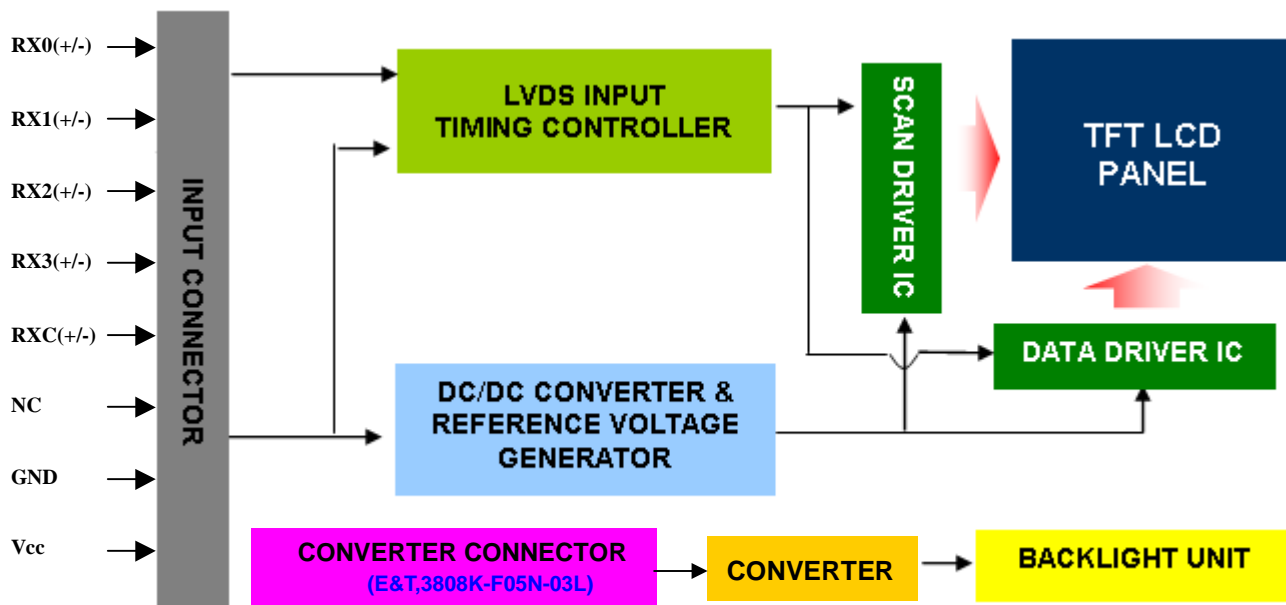 RX0(+/-)
RX1(+/-)
RX2(+/-)
RX3(+/-)
RXC(+/-)
NC
GND
Vcc
INPUT CONNECTOR
LVDS INPUT
TIMING CONTROLLER
SCAN DRIVER IC
TFT LCD
PANEL
DATA DRIVER IC
DC/DC CONVERTER &
REFERENCE VOLTAGE
GENERATOR
CONVERTER CONNECTOR
(E&T,3808K-F05N-03L)
CONVERTER
BACKLIGHT UNIT